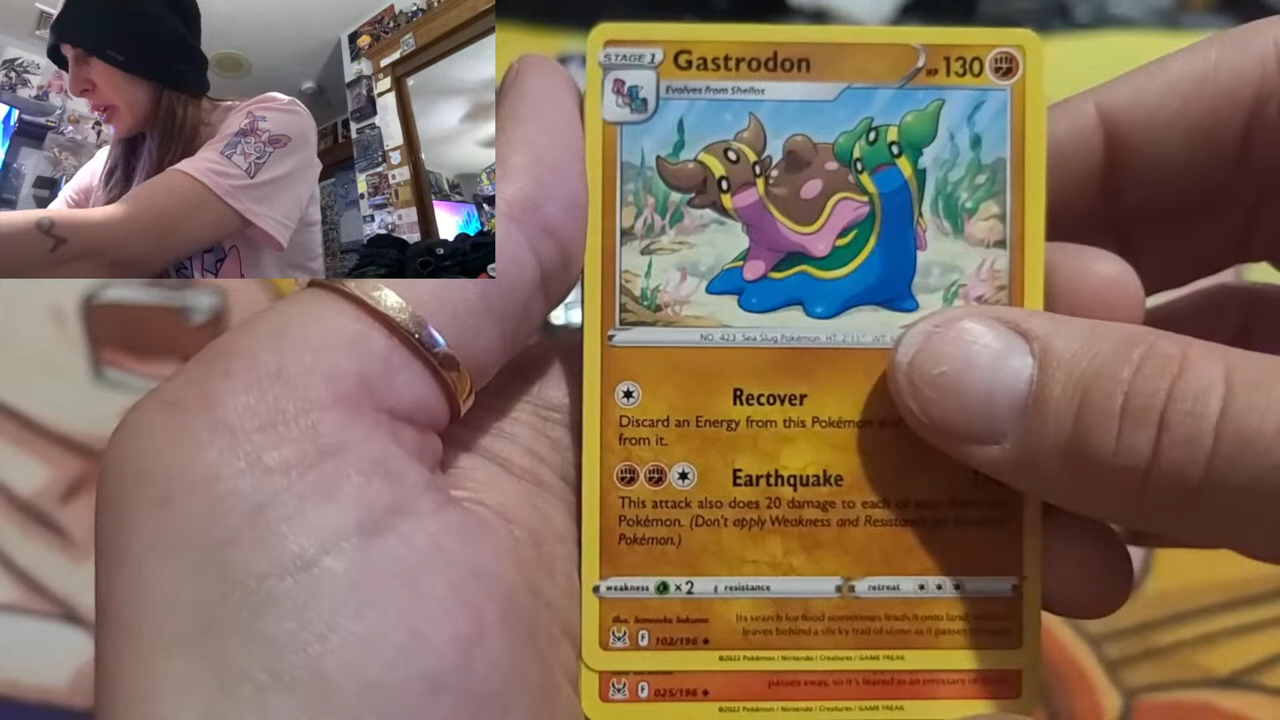 STAGE 1
Gastrodon
HP 130
Evolves from Shellos
NO. 423 Sea Slug Pokémon HT: 2'11" WT:
Recover
Discard an Energy from this Pokémon
from it.
Earthquake
This attack also does 20 damage to each of
Pokémon. (Don't apply Weakness and
Pokémon.)
weakness ×2 resistance retreat
Its search for food sometimes leads it onto land,
leaves behind a sticky trail of slime as it passes
illus.
F 102/196
©2022 Pokémon / Nintendo / Creatures / GAME FREAK
passes away, so it's feared as an emissary of
F 025/196
©2022 Pokémon / Nintendo / Creatures / GAME FREAK